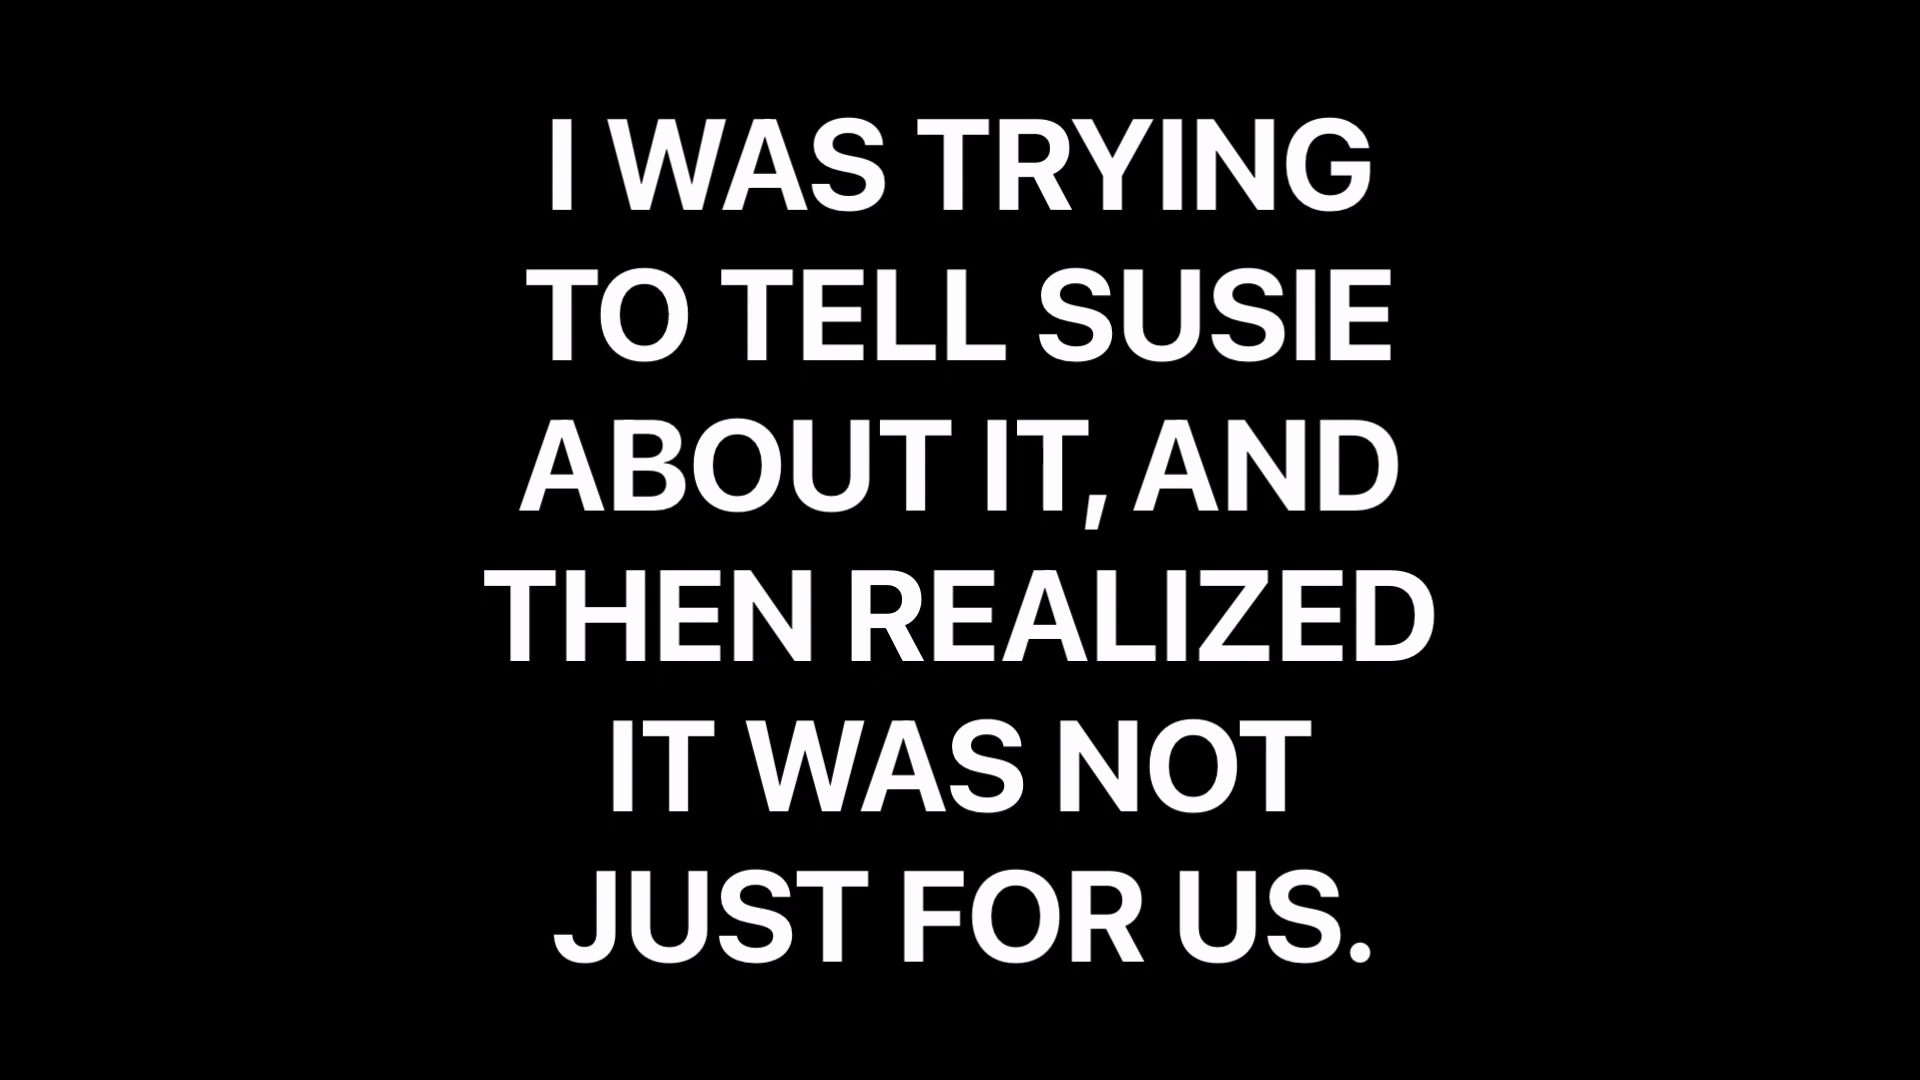 I WAS TRYING
TO TELL SUSIE
ABOUT IT, AND
THEN REALIZED
IT WAS NOT
JUST FOR US.